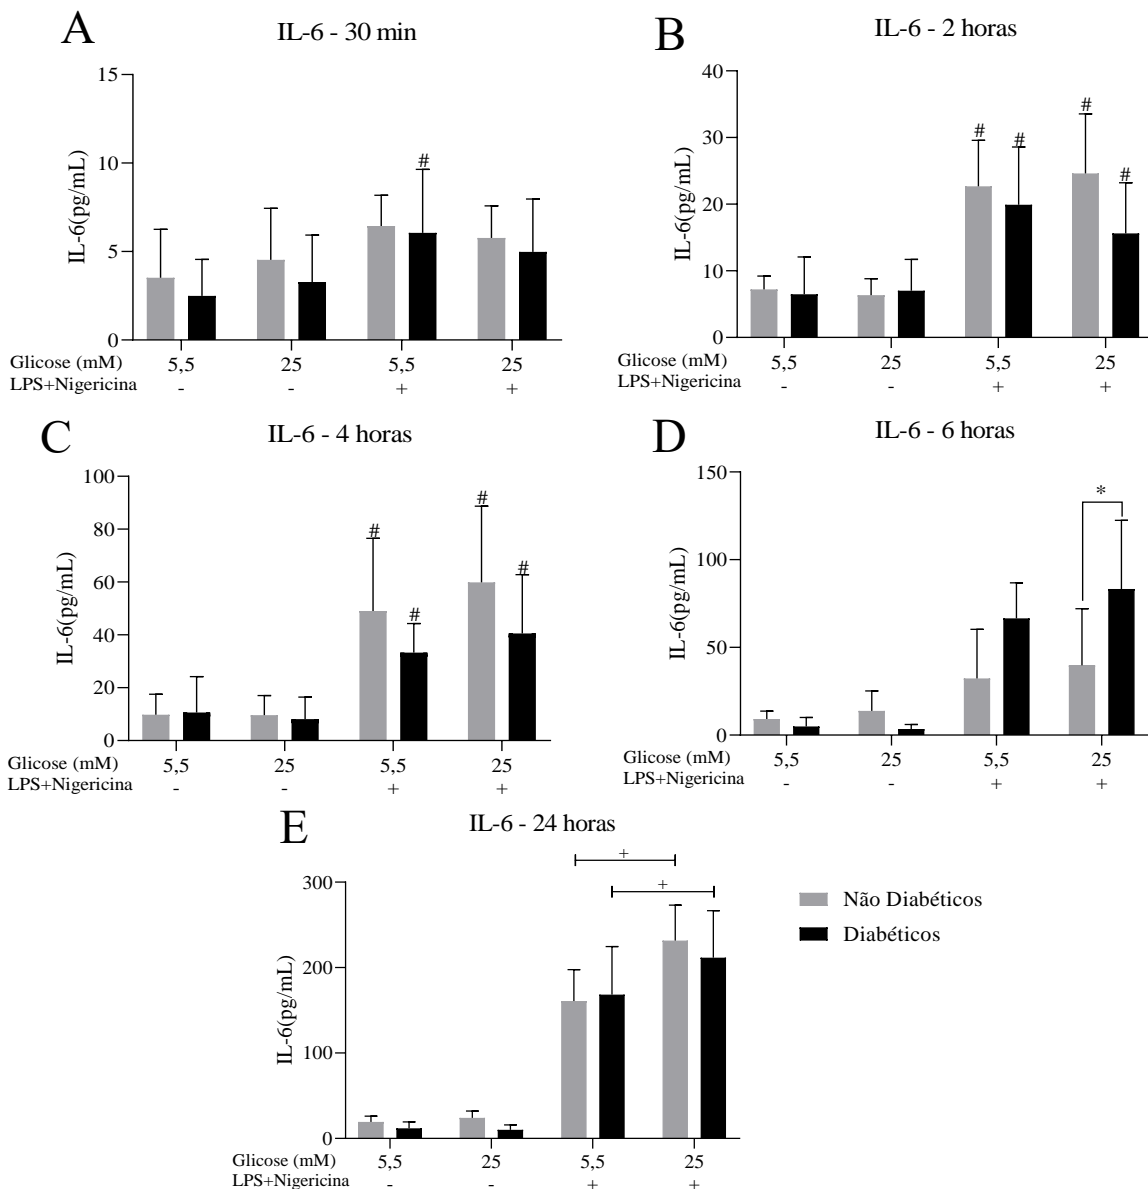 A
IL-6 - 30 min
15
10
5
0
IL-6(pg/mL)
#
Glicose (mM) 5,5 25 5,5 25
LPS+Nigericina - - + +
B
IL-6 - 2 horas
40
30
20
10
0
IL-6(pg/mL)
# # # #
Glicose (mM) 5,5 25 5,5 25
LPS+Nigericina - - + +
C
IL-6 - 4 horas
100
80
60
40
20
0
IL-6(pg/mL)
# # # #
Glicose (mM) 5,5 25 5,5 25
LPS+Nigericina - - + +
D
IL-6 - 6 horas
150
100
50
0
IL-6(pg/mL)
*
Glicose (mM) 5,5 25 5,5 25
LPS+Nigericina - - + +
E
IL-6 - 24 horas
300
200
100
0
IL-6(pg/mL)
+
+
Glicose (mM) 5,5 25 5,5 25
LPS+Nigericina - - + +
Não Diabéticos
Diabéticos